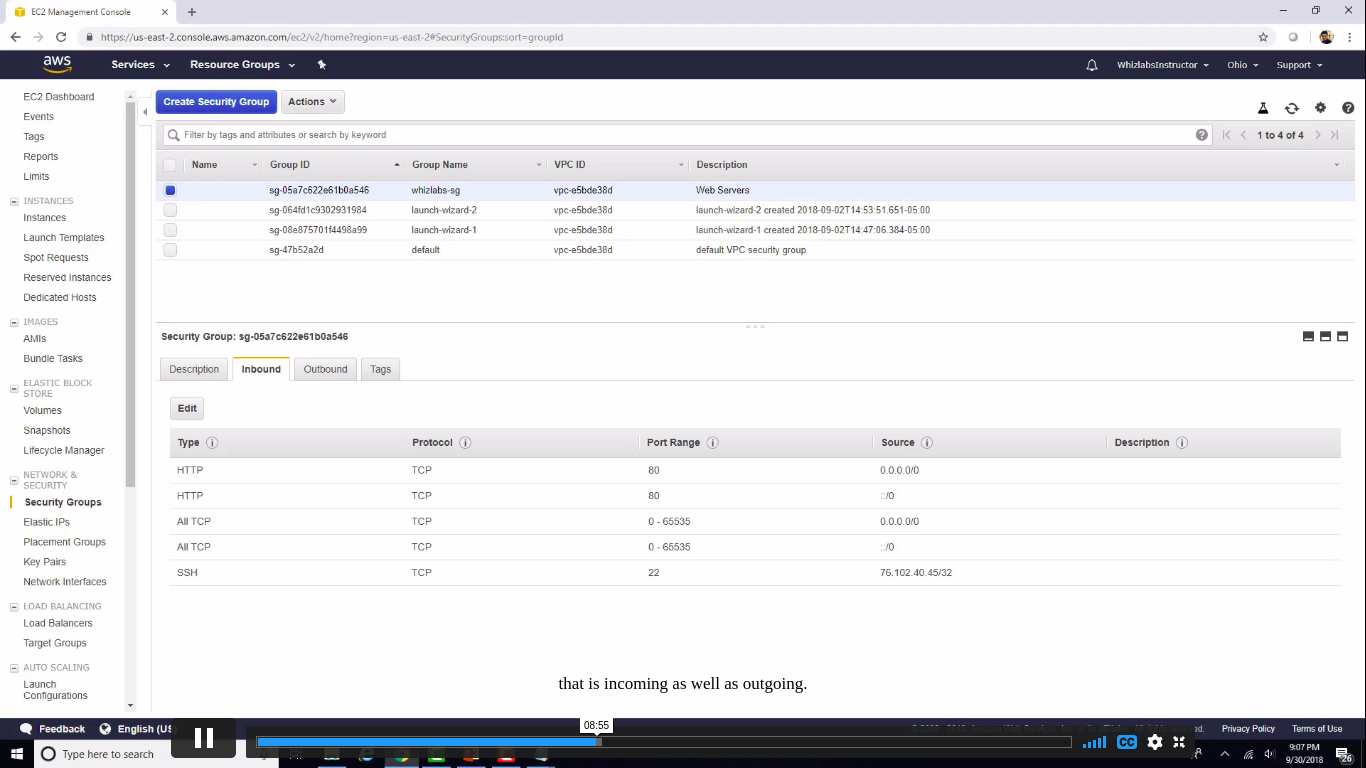 EC2 Management Console
https://us-east-2.console.aws.amazon.com/ec2/v2/home?region=us-east-2#SecurityGroups:sort=groupId
aws Services Resource Groups WhizlabsInstructor Ohio Support
EC2 Dashboard
Events
Tags
Reports
Limits
INSTANCES
Instances
Launch Templates
Spot Requests
Reserved Instances
Dedicated Hosts
IMAGES
AMIs
Bundle Tasks
ELASTIC BLOCK
STORE
Volumes
Snapshots
Lifecycle Manager
NETWORK &
SECURITY
Security Groups
Elastic IPs
Placement Groups
Key Pairs
Network Interfaces
LOAD BALANCING
Load Balancers
Target Groups
AUTO SCALING
Launch
Configurations
Create Security Group Actions
Filter by tags and attributes or search by keyword 1 to 4 of 4
Name Group ID Group Name VPC ID Description
sg-05a7c622e61b0a546 whizlabs-sg vpc-e5bde38d Web Servers
sg-064fd1c9302931984 launch-wizard-2 vpc-e5bde38d launch-wizard-2 created 2018-09-02T14:53:51.651-05:00
sg-08e875701f4498a99 launch-wizard-1 vpc-e5bde38d launch-wizard-1 created 2018-09-02T14:47:06.384-05:00
sg-47b52a2d default vpc-e5bde38d default VPC security group
Security Group: sg-05a7c622e61b0a546
Description Inbound Outbound Tags
Edit
Type Protocol Port Range Source Description
HTTP TCP 80 0.0.0.0/0
HTTP TCP 80 ::/0
All TCP TCP 0 - 65535 0.0.0.0/0
All TCP TCP 0 - 65535 ::/0
SSH TCP 22 76.102.40.45/32
that is incoming as well as outgoing.
08:55
Feedback English (US Privacy Policy Terms of Use
CC
Type here to search
9:07 PM
9/30/2018
26